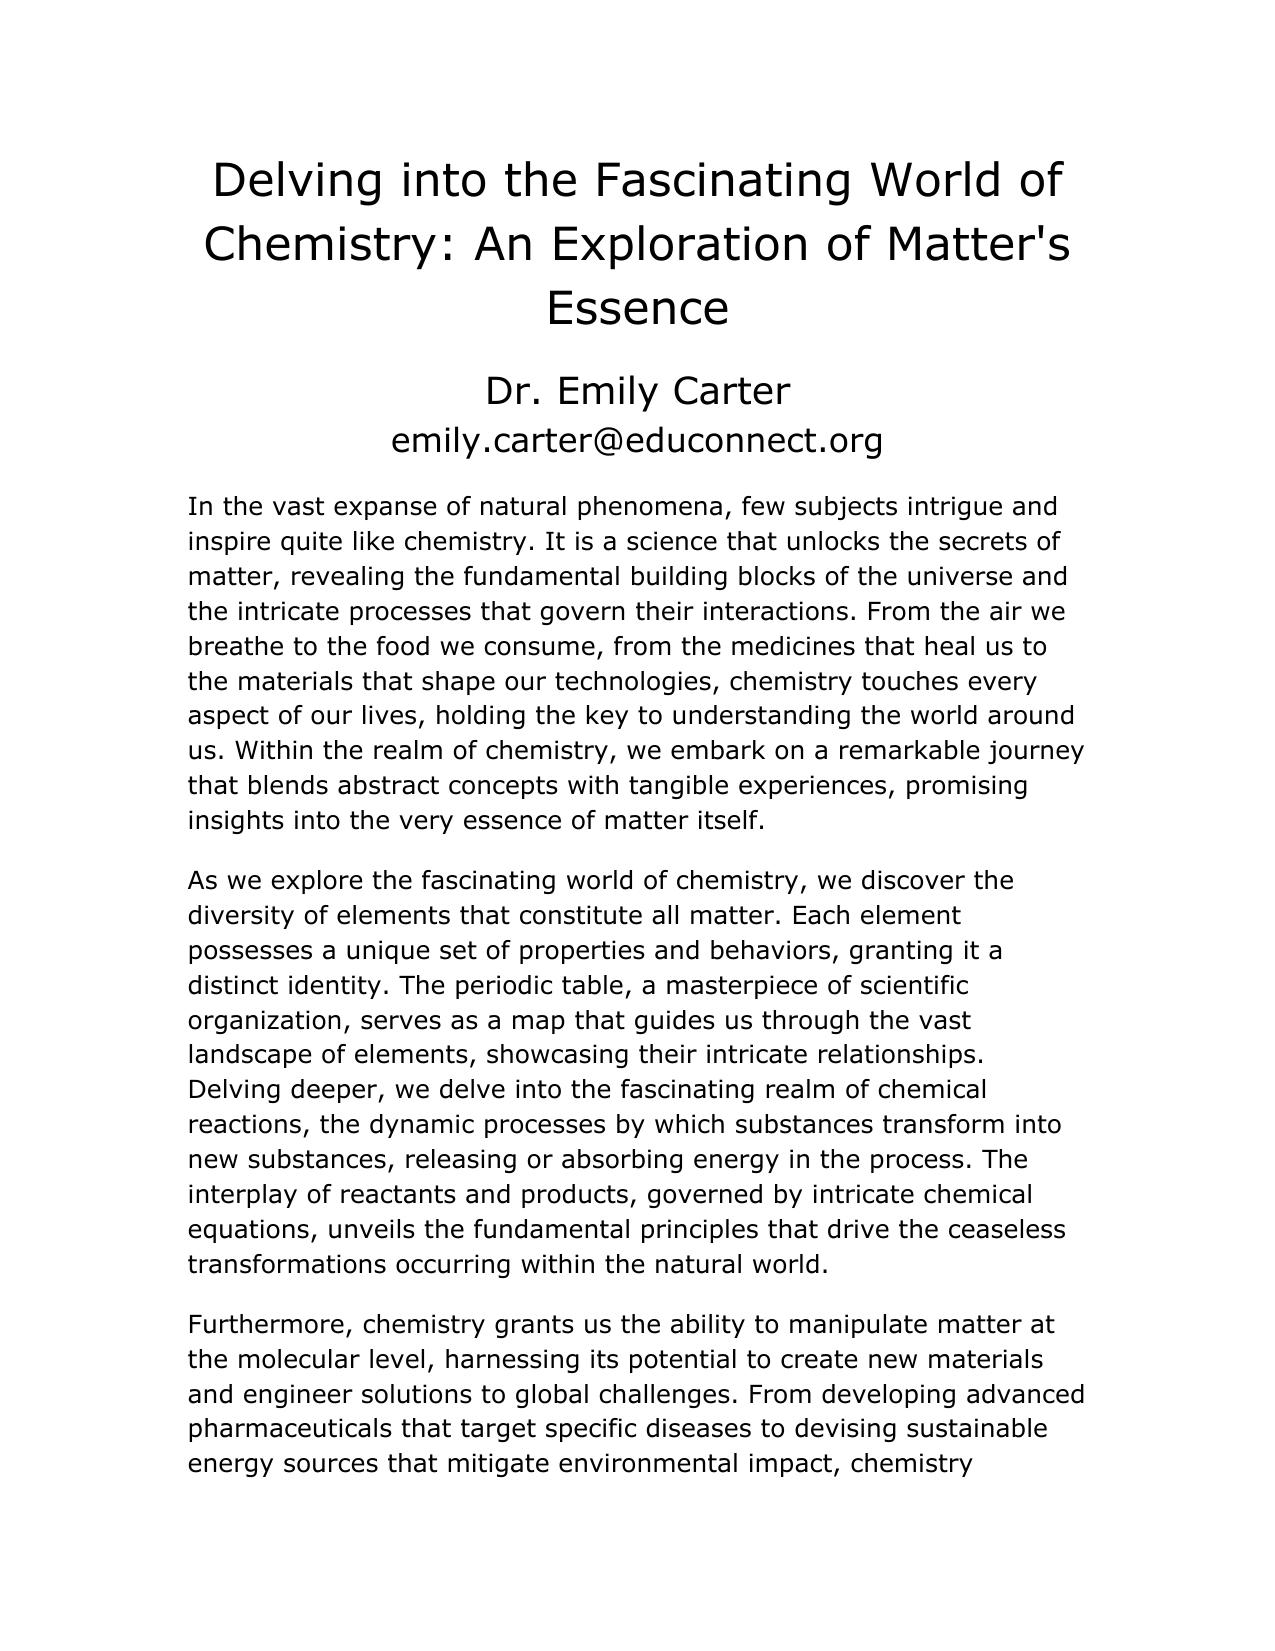 Delving into the Fascinating World of
Chemistry: An Exploration of Matter's
Essence
Dr. Emily Carter
emily.carter@educonnect.org
In the vast expanse of natural phenomena, few subjects intrigue and
inspire quite like chemistry. It is a science that unlocks the secrets of
matter, revealing the fundamental building blocks of the universe and
the intricate processes that govern their interactions. From the air we
breathe to the food we consume, from the medicines that heal us to
the materials that shape our technologies, chemistry touches every
aspect of our lives, holding the key to understanding the world around
us. Within the realm of chemistry, we embark on a remarkable journey
that blends abstract concepts with tangible experiences, promising
insights into the very essence of matter itself.
As we explore the fascinating world of chemistry, we discover the
diversity of elements that constitute all matter. Each element
possesses a unique set of properties and behaviors, granting it a
distinct identity. The periodic table, a masterpiece of scientific
organization, serves as a map that guides us through the vast
landscape of elements, showcasing their intricate relationships.
Delving deeper, we delve into the fascinating realm of chemical
reactions, the dynamic processes by which substances transform into
new substances, releasing or absorbing energy in the process. The
interplay of reactants and products, governed by intricate chemical
equations, unveils the fundamental principles that drive the ceaseless
transformations occurring within the natural world.
Furthermore, chemistry grants us the ability to manipulate matter at
the molecular level, harnessing its potential to create new materials
and engineer solutions to global challenges. From developing advanced
pharmaceuticals that target specific diseases to devising sustainable
energy sources that mitigate environmental impact, chemistry